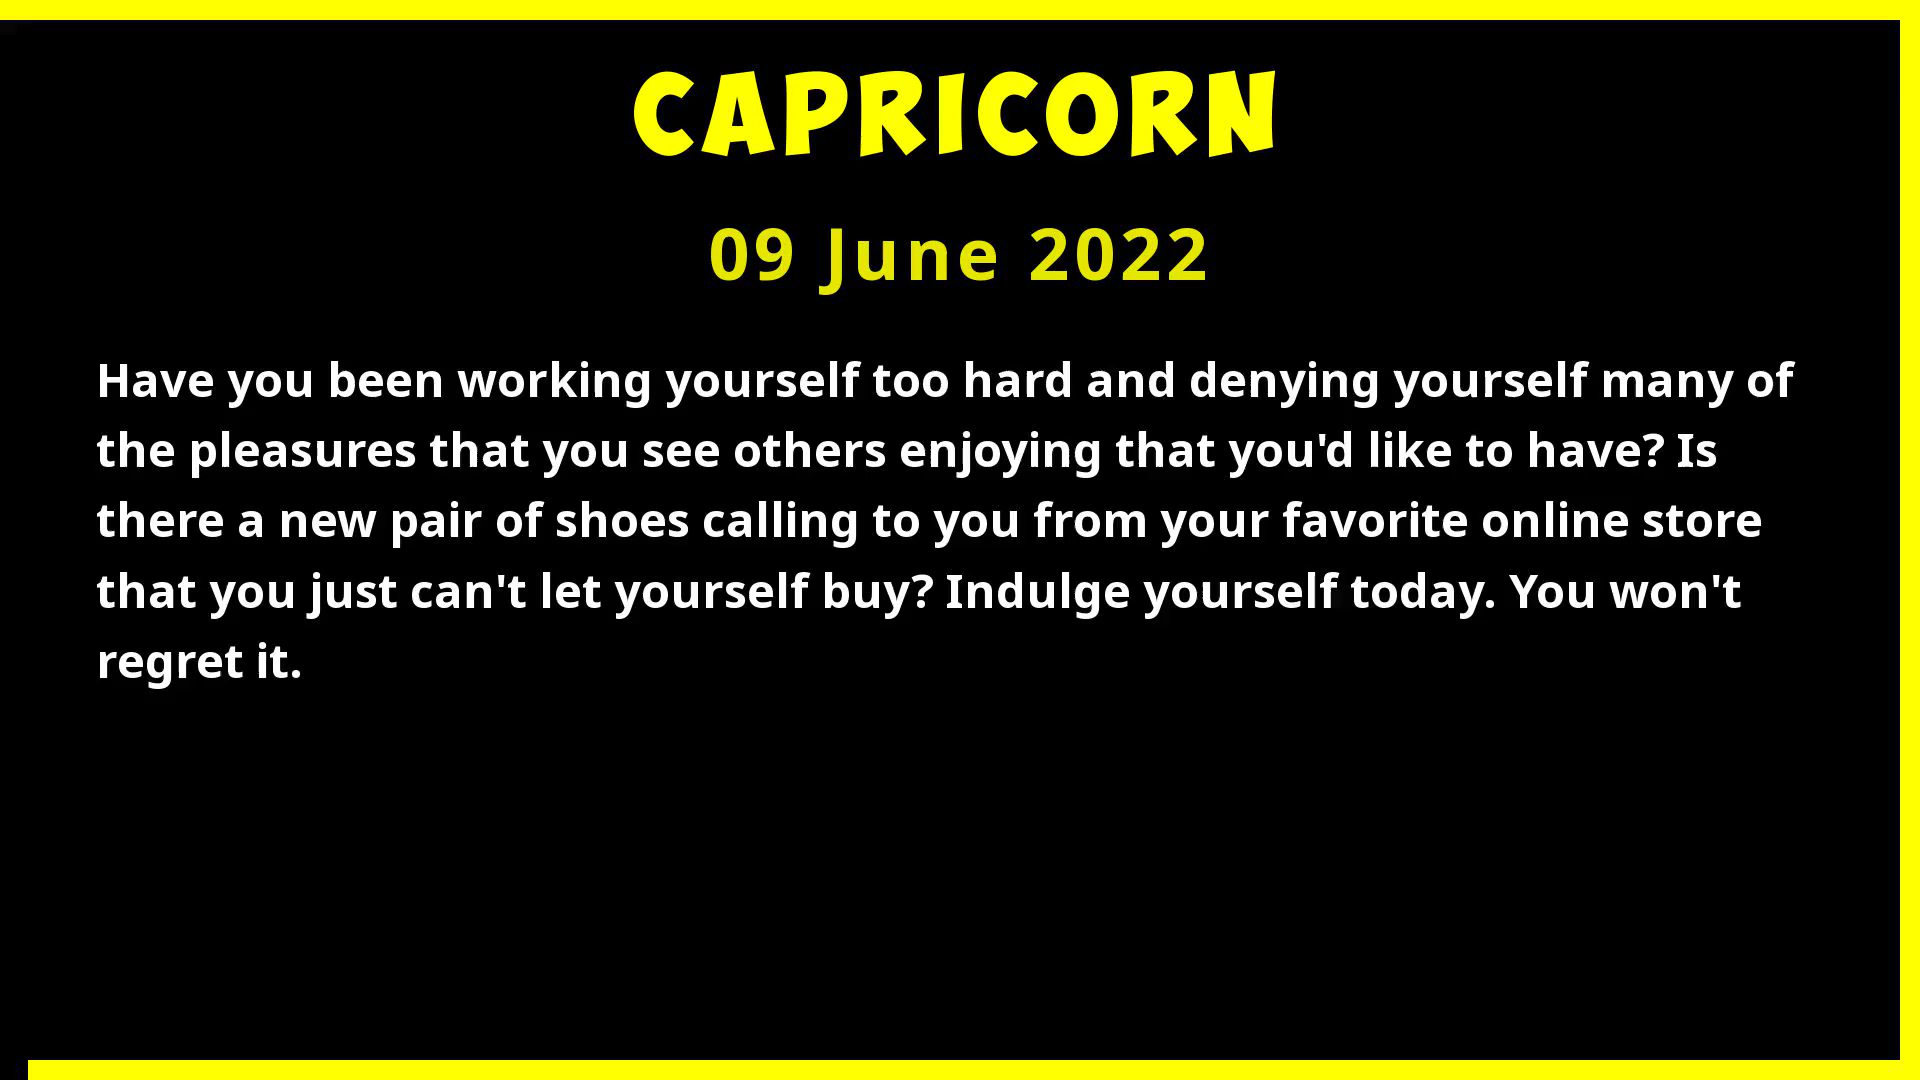 CAPRICORN
09 June 2022
Have you been working yourself too hard and denying yourself many of
the pleasures that you see others enjoying that you'd like to have? Is
there a new pair of shoes calling to you from your favorite online store
that you just can't let yourself buy? Indulge yourself today. You won't
regret it.